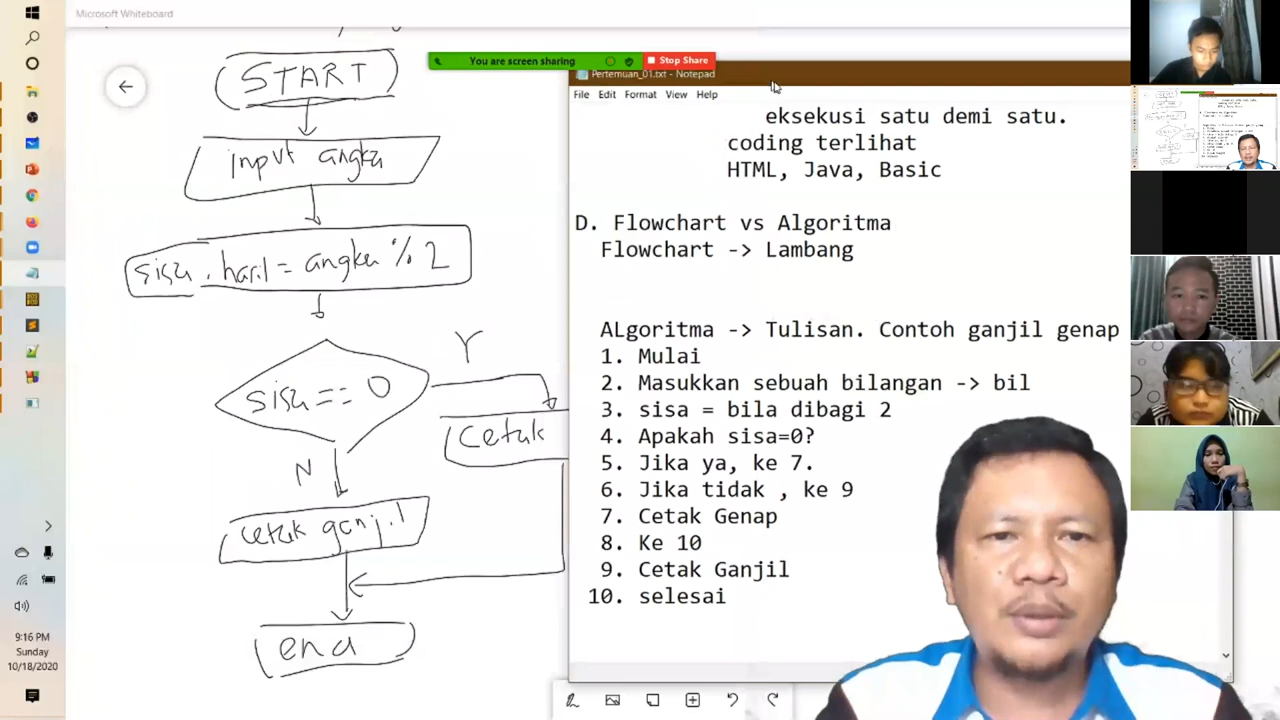 Microsoft Whiteboard
START
input angka
sisa.hasil = angka % 2
sisa == 0
Y
Cetak
N
cetak ganjil
end
You are screen sharing
Stop Share
Pertemuan_01.txt - Notepad
File Edit Format View Help
eksekusi satu demi satu.
coding terlihat
HTML, Java, Basic
D. Flowchart vs Algoritma
Flowchart -> Lambang
ALgoritma -> Tulisan. Contoh ganjil genap
1. Mulai
2. Masukkan sebuah bilangan -> bil
3. sisa = bila dibagi 2
4. Apakah sisa=0?
5. Jika ya, ke 7.
6. Jika tidak , ke 9
7. Cetak Genap
8. Ke 10
9. Cetak Ganjil
10. selesai
9:16 PM
Sunday
10/18/2020